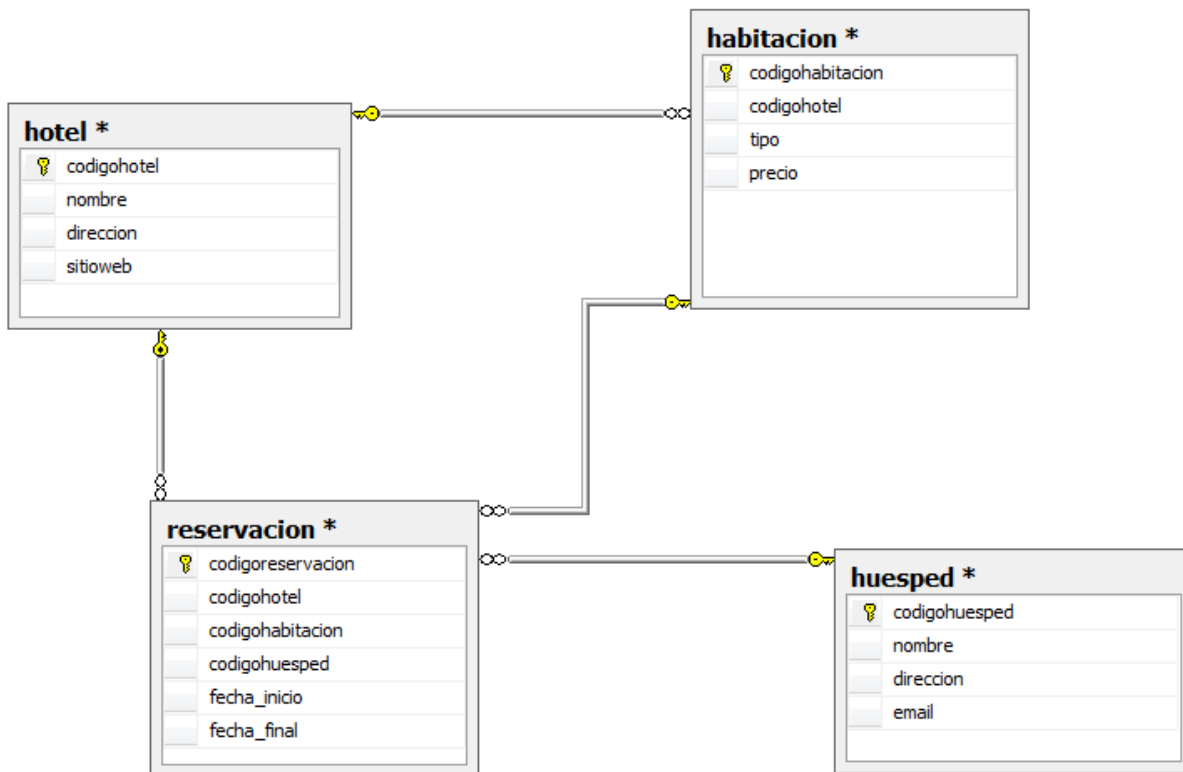 habitacion *
codigohabitacion
codigohotel
tipo
precio
hotel *
codigohotel
nombre
direccion
sitioweb
reservacion *
codigoreservacion
codigohotel
codigohabitacion
codigohuesped
fecha_inicio
fecha_final
huesped *
codigohuesped
nombre
direccion
email